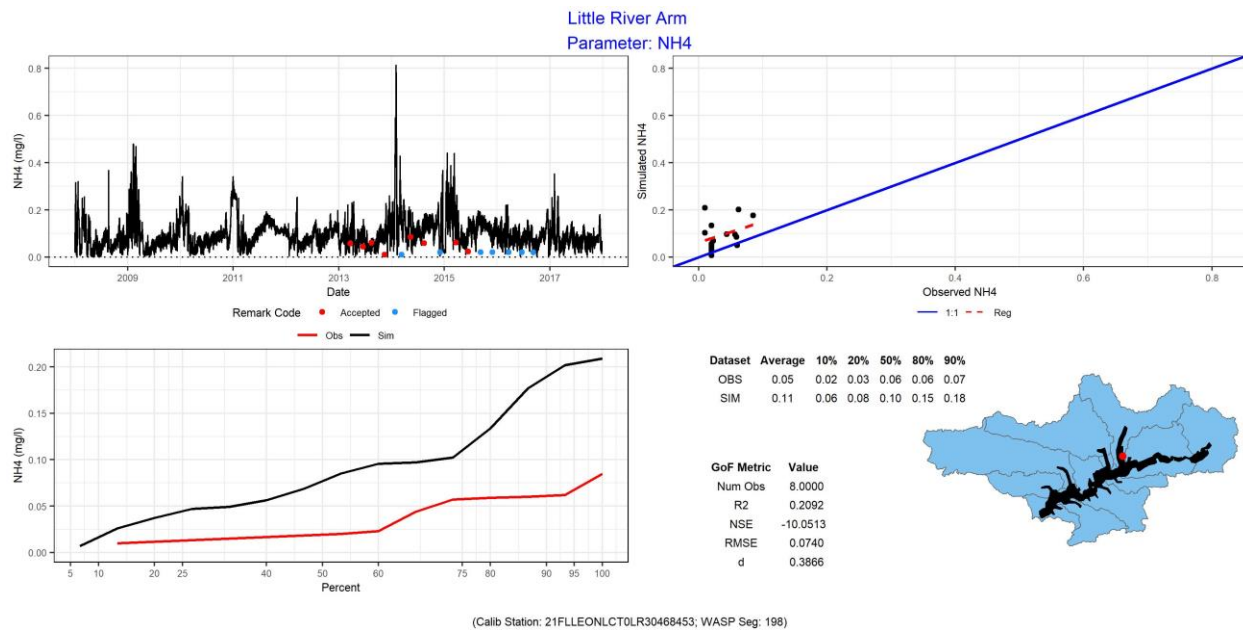 Little River Arm
Parameter: NH4
NH4 (mg/l)
0.8
0.6
0.4
0.2
0.0
2009 2011 2013 2015 2017
Date
Remark Code Accepted Flagged
Simulated NH4
0.8
0.6
0.4
0.2
0.0
0.0 0.2 0.4 0.6 0.8
Observed NH4
1:1 Reg
Obs Sim
NH4 (mg/l)
0.20
0.15
0.10
0.05
0.00
5 10 20 25 40 50 60 75 80 90 95 100
Percent
Dataset Average 10% 20% 50% 80% 90%
OBS 0.05 0.02 0.03 0.06 0.06 0.07
SIM 0.11 0.06 0.08 0.10 0.15 0.18
GoF Metric Value
Num Obs 8.0000
R2 0.2092
NSE -10.0513
RMSE 0.0740
d 0.3866
(Calib Station: 21FLLEONLCT0LR30468453; WASP Seg: 198)